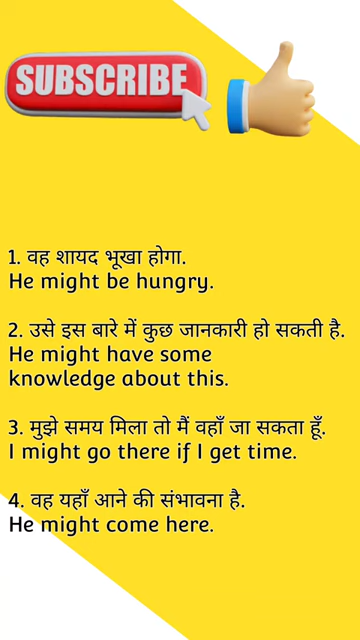 SUBSCRIBE
1. वह शायद भूखा होगा.
He might be hungry.
2. उसे इस बारे में कुछ जानकारी हो सकती है.
He might have some
knowledge about this.
3. मुझे समय मिला तो मैं वहाँ जा सकता हूँ.
I might go there if I get time.
4. वह यहाँ आने की संभावना है.
He might come here.